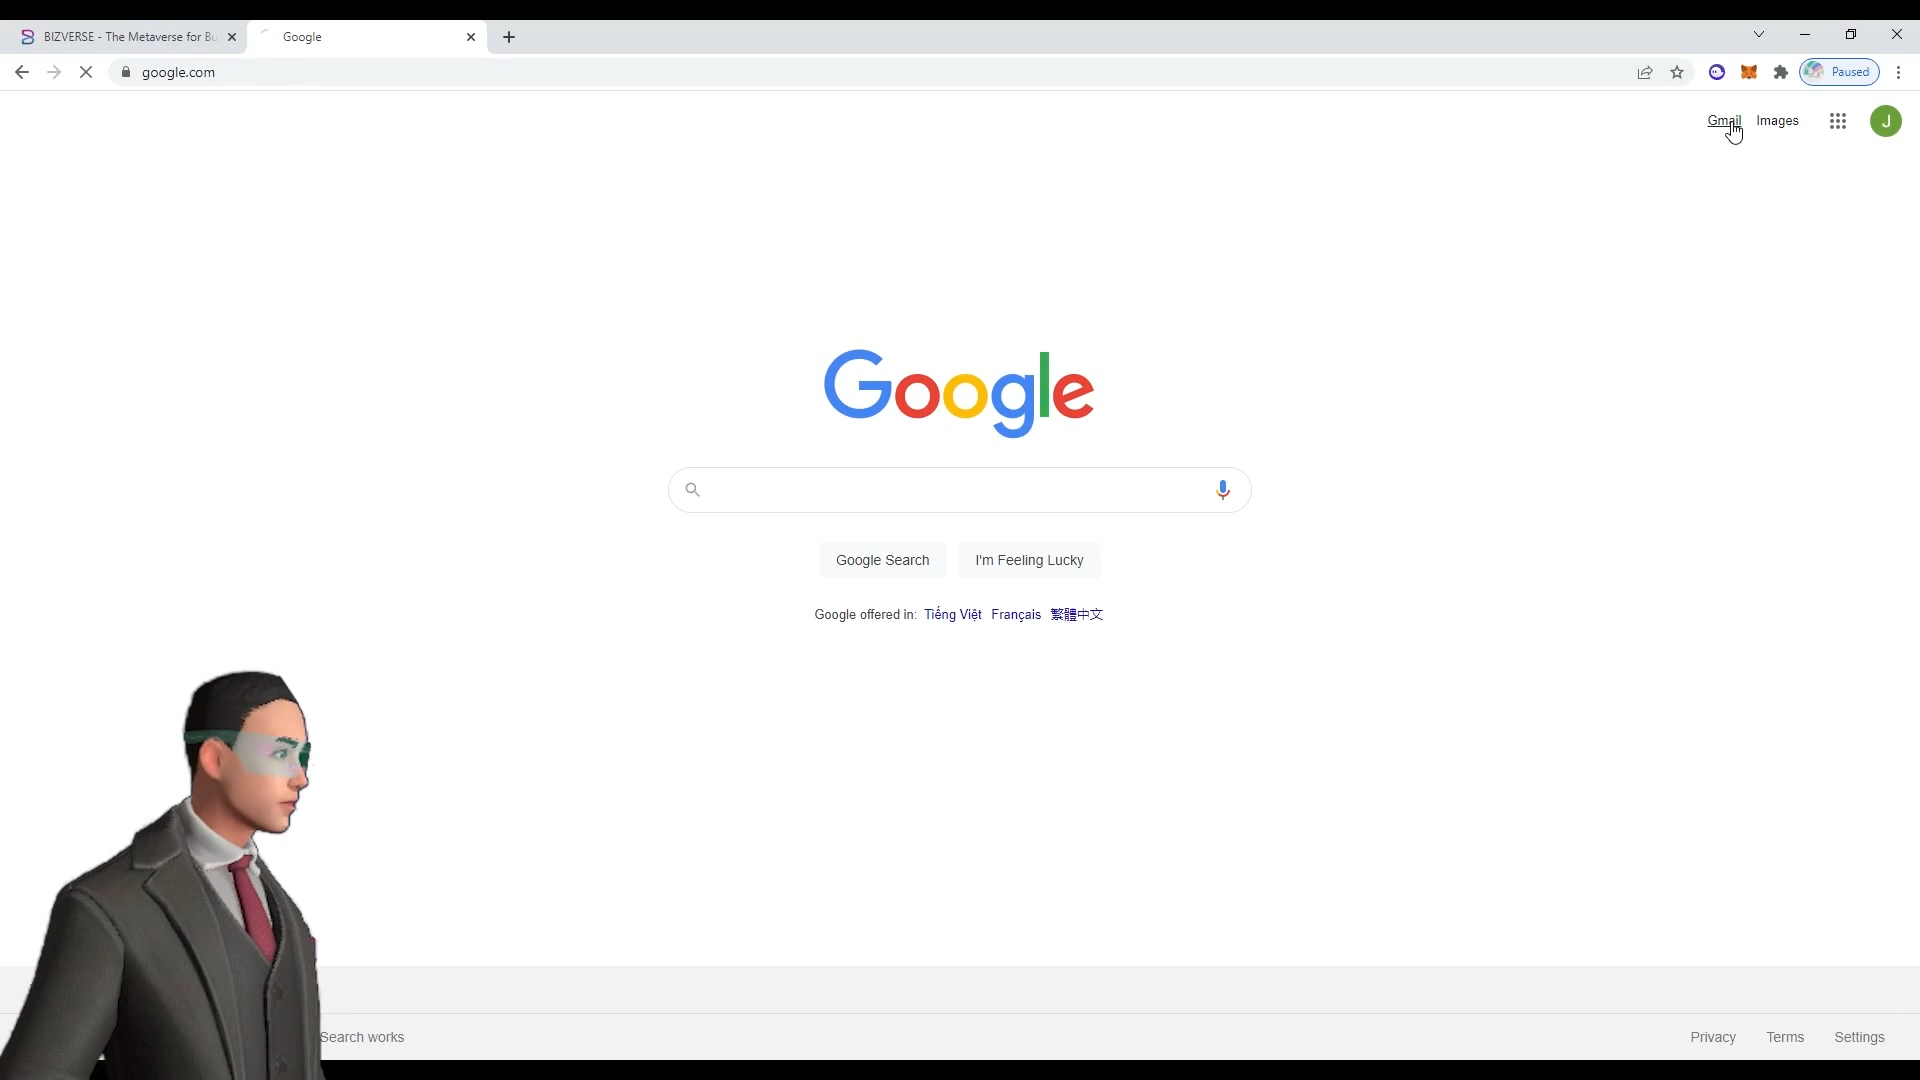 BIZVERSE - The Metaverse for Bu
Google
google.com
Paused
Gmail Images
J
Google
Google Search I'm Feeling Lucky
Google offered in: Tiếng Việt Français 繁體中文
Search works Privacy Terms Settings